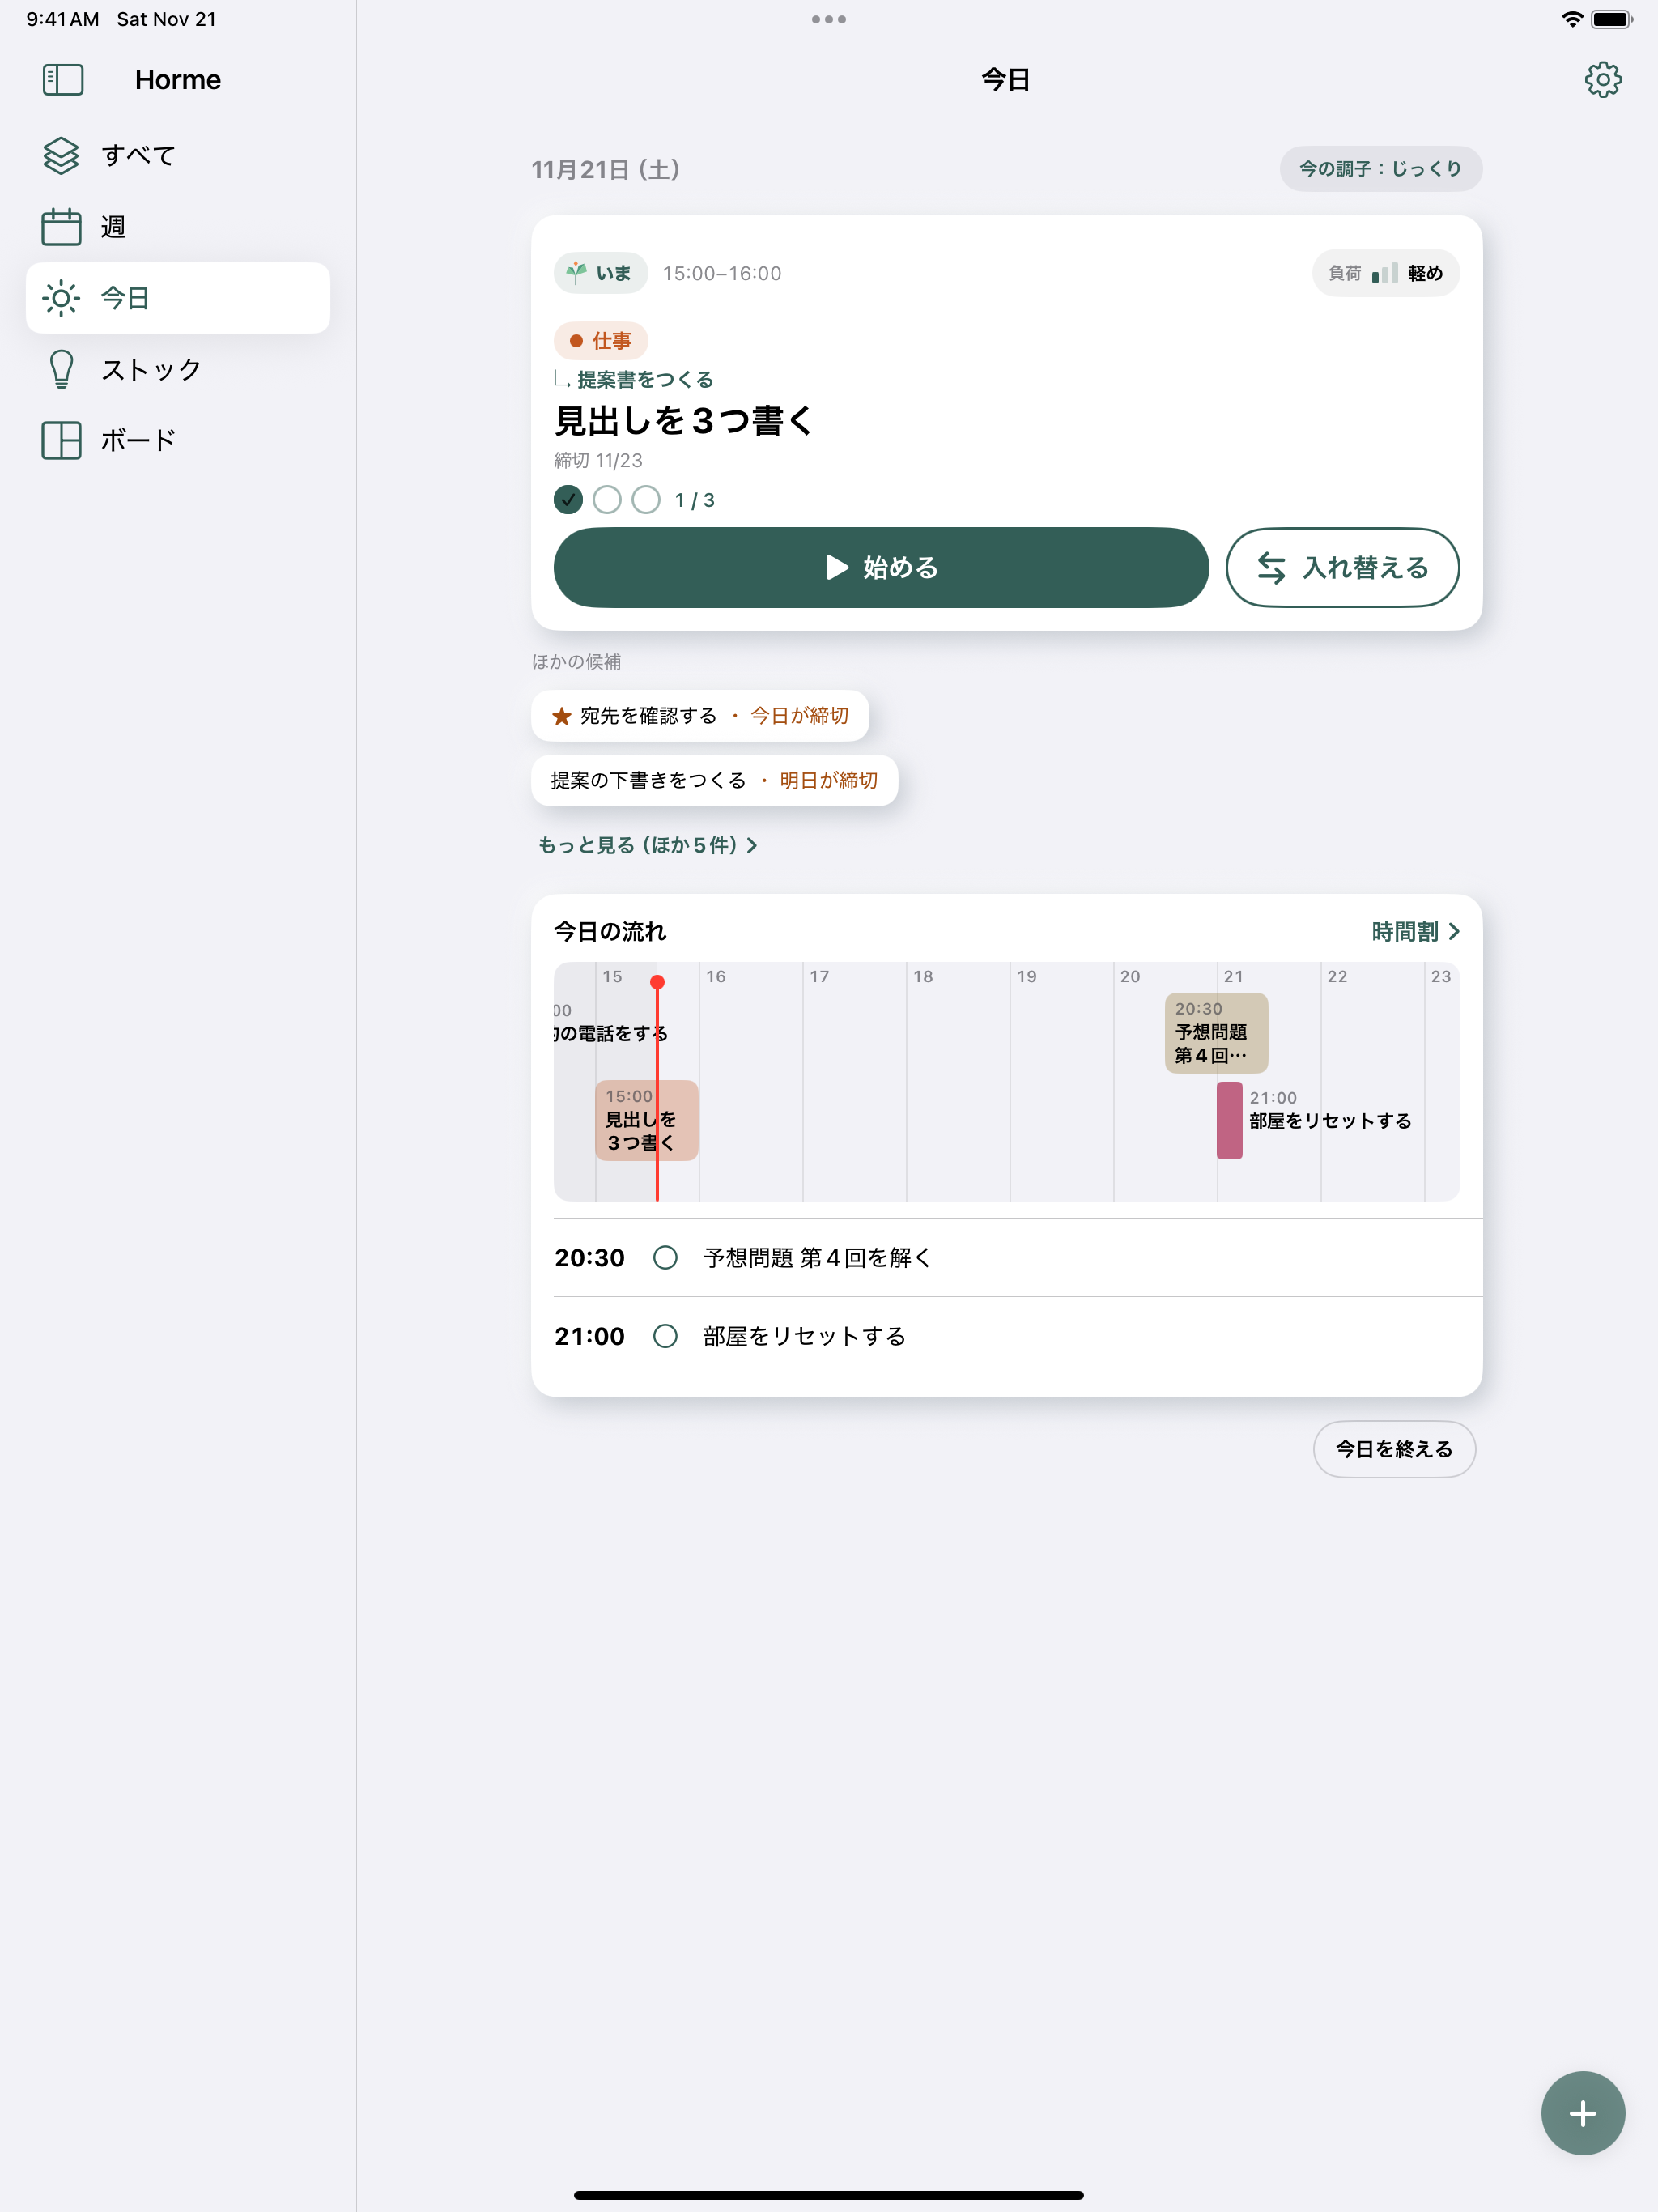 9:41 AM Sat Nov 21
Horme
すべて
週
今日
ストック
ボード
今日
11月21日 (土)
今の調子：じっくり
いま 15:00–16:00
負荷 軽め
仕事
提案書をつくる
見出しを3つ書く
締切 11/23
1 / 3
始める
入れ替える
ほかの候補
宛先を確認する ・ 今日が締切
提案の下書きをつくる ・ 明日が締切
もっと見る (ほか5件)
今日の流れ
時間割
15 16 17 18 19 20 21 22 23
00
の電話をする
15:00
見出しを
3つ書く
20:30
予想問題
第4回…
21:00
部屋をリセットする
20:30 予想問題 第4回を解く
21:00 部屋をリセットする
今日を終える